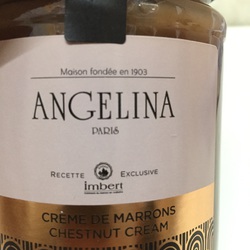 Maison fondée en 1903
ANGELINA
PARIS
RECETTE EXCLUSIVE
imbert
CRÈME DE MARRONS
CHESTNUT CREAM